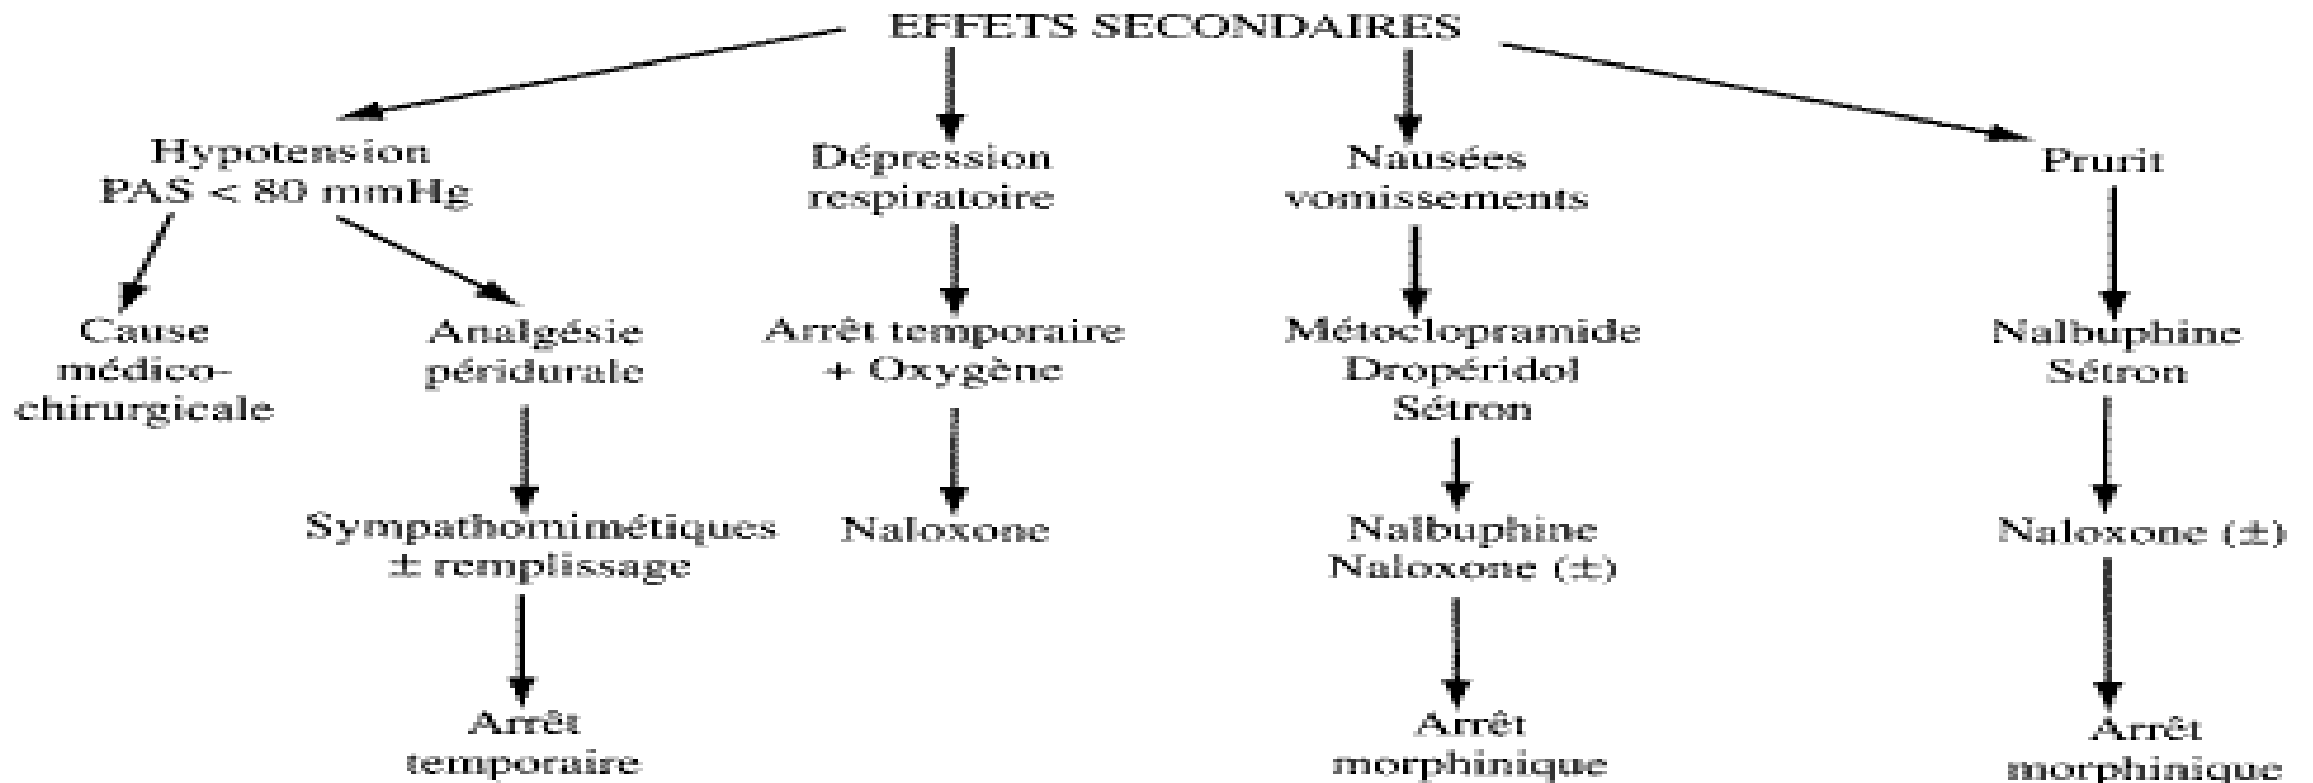 EFFETS SECONDAIRES
Hypotension
PAS < 80 mmHg
Dépression
respiratoire
Nausées
vomissements
Prurit
Cause
médico-
chirurgicale
Analgésie
péridurale
Arrêt temporaire
+ Oxygène
Métoclopramide
Dropéridol
Sétron
Nalbuphine
Sétron
Sympathomimétiques
± remplissage
Naloxone
Nalbuphine
Naloxone (±)
Naloxone (±)
Arrêt
temporaire
Arrêt
morphinique
Arrêt
morphinique